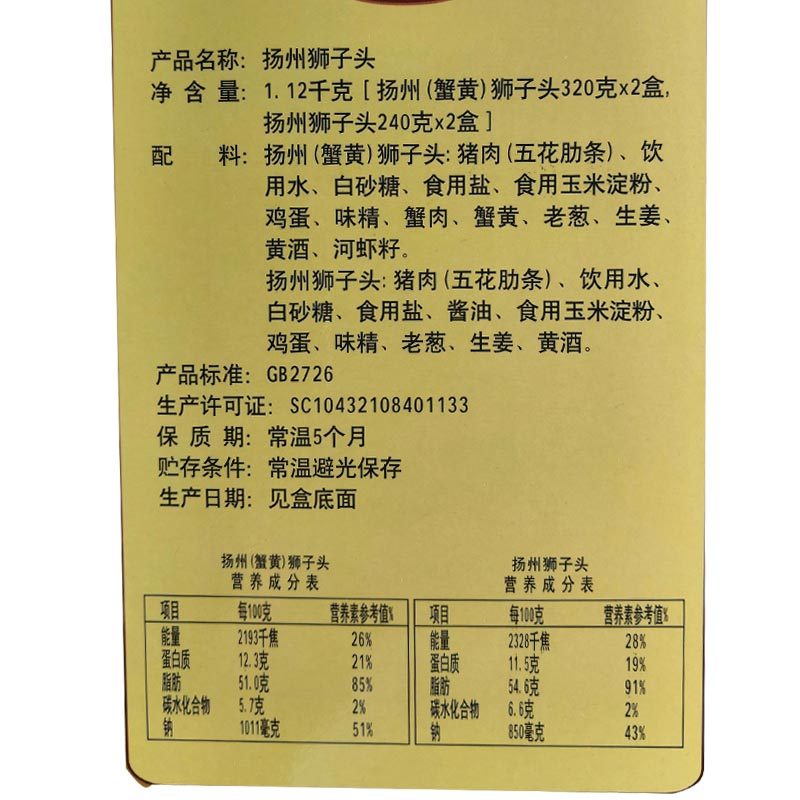 产品名称: 扬州狮子头
净 含 量: 1.12千克[扬州(蟹黄)狮子头320克x2盒,
扬州狮子头240克x2盒]
配 料: 扬州(蟹黄)狮子头:猪肉(五花肋条)、饮
用水、白砂糖、食用盐、食用玉米淀粉、
鸡蛋、味精、蟹肉、蟹黄、老葱、生姜、
黄酒、河虾籽。
扬州狮子头:猪肉(五花肋条)、饮用水、
白砂糖、食用盐、酱油、食用玉米淀粉、
鸡蛋、味精、老葱、生姜、黄酒。
产品标准: GB2726
生产许可证: SC10432108401133
保 质 期: 常温5个月
贮存条件: 常温避光保存
生产日期: 见盒底面
扬州(蟹黄)狮子头
营养成分表
项目 每100克 营养素参考值%
能量 2193千焦 26%
蛋白质 12.3克 21%
脂肪 51.0克 85%
碳水化合物 5.7克 2%
钠 1011毫克 51%
扬州狮子头
营养成分表
项目 每100克 营养素参考值%
能量 2328千焦 28%
蛋白质 11.5克 19%
脂肪 54.6克 91%
碳水化合物 6.6克 2%
钠 850毫克 43%